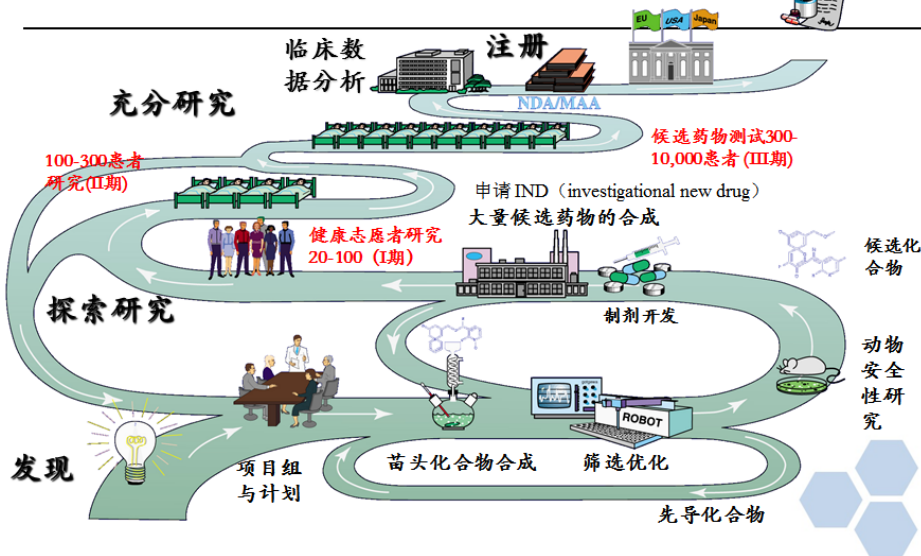 EU
USA
Japan
临床数
据分析
注册
NDA/MAA
充分研究
候选药物测试300-
10,000患者(III期)
100-300患者
研究(II期)
申请 IND（investigational new drug）
大量候选药物的合成
健康志愿者研究
20-100（I期）
候选化
合物
制剂开发
探索研究
动物
安全
性研
究
ROBOT
发现
项目组
与计划
苗头化合物合成
筛选优化
先导化合物